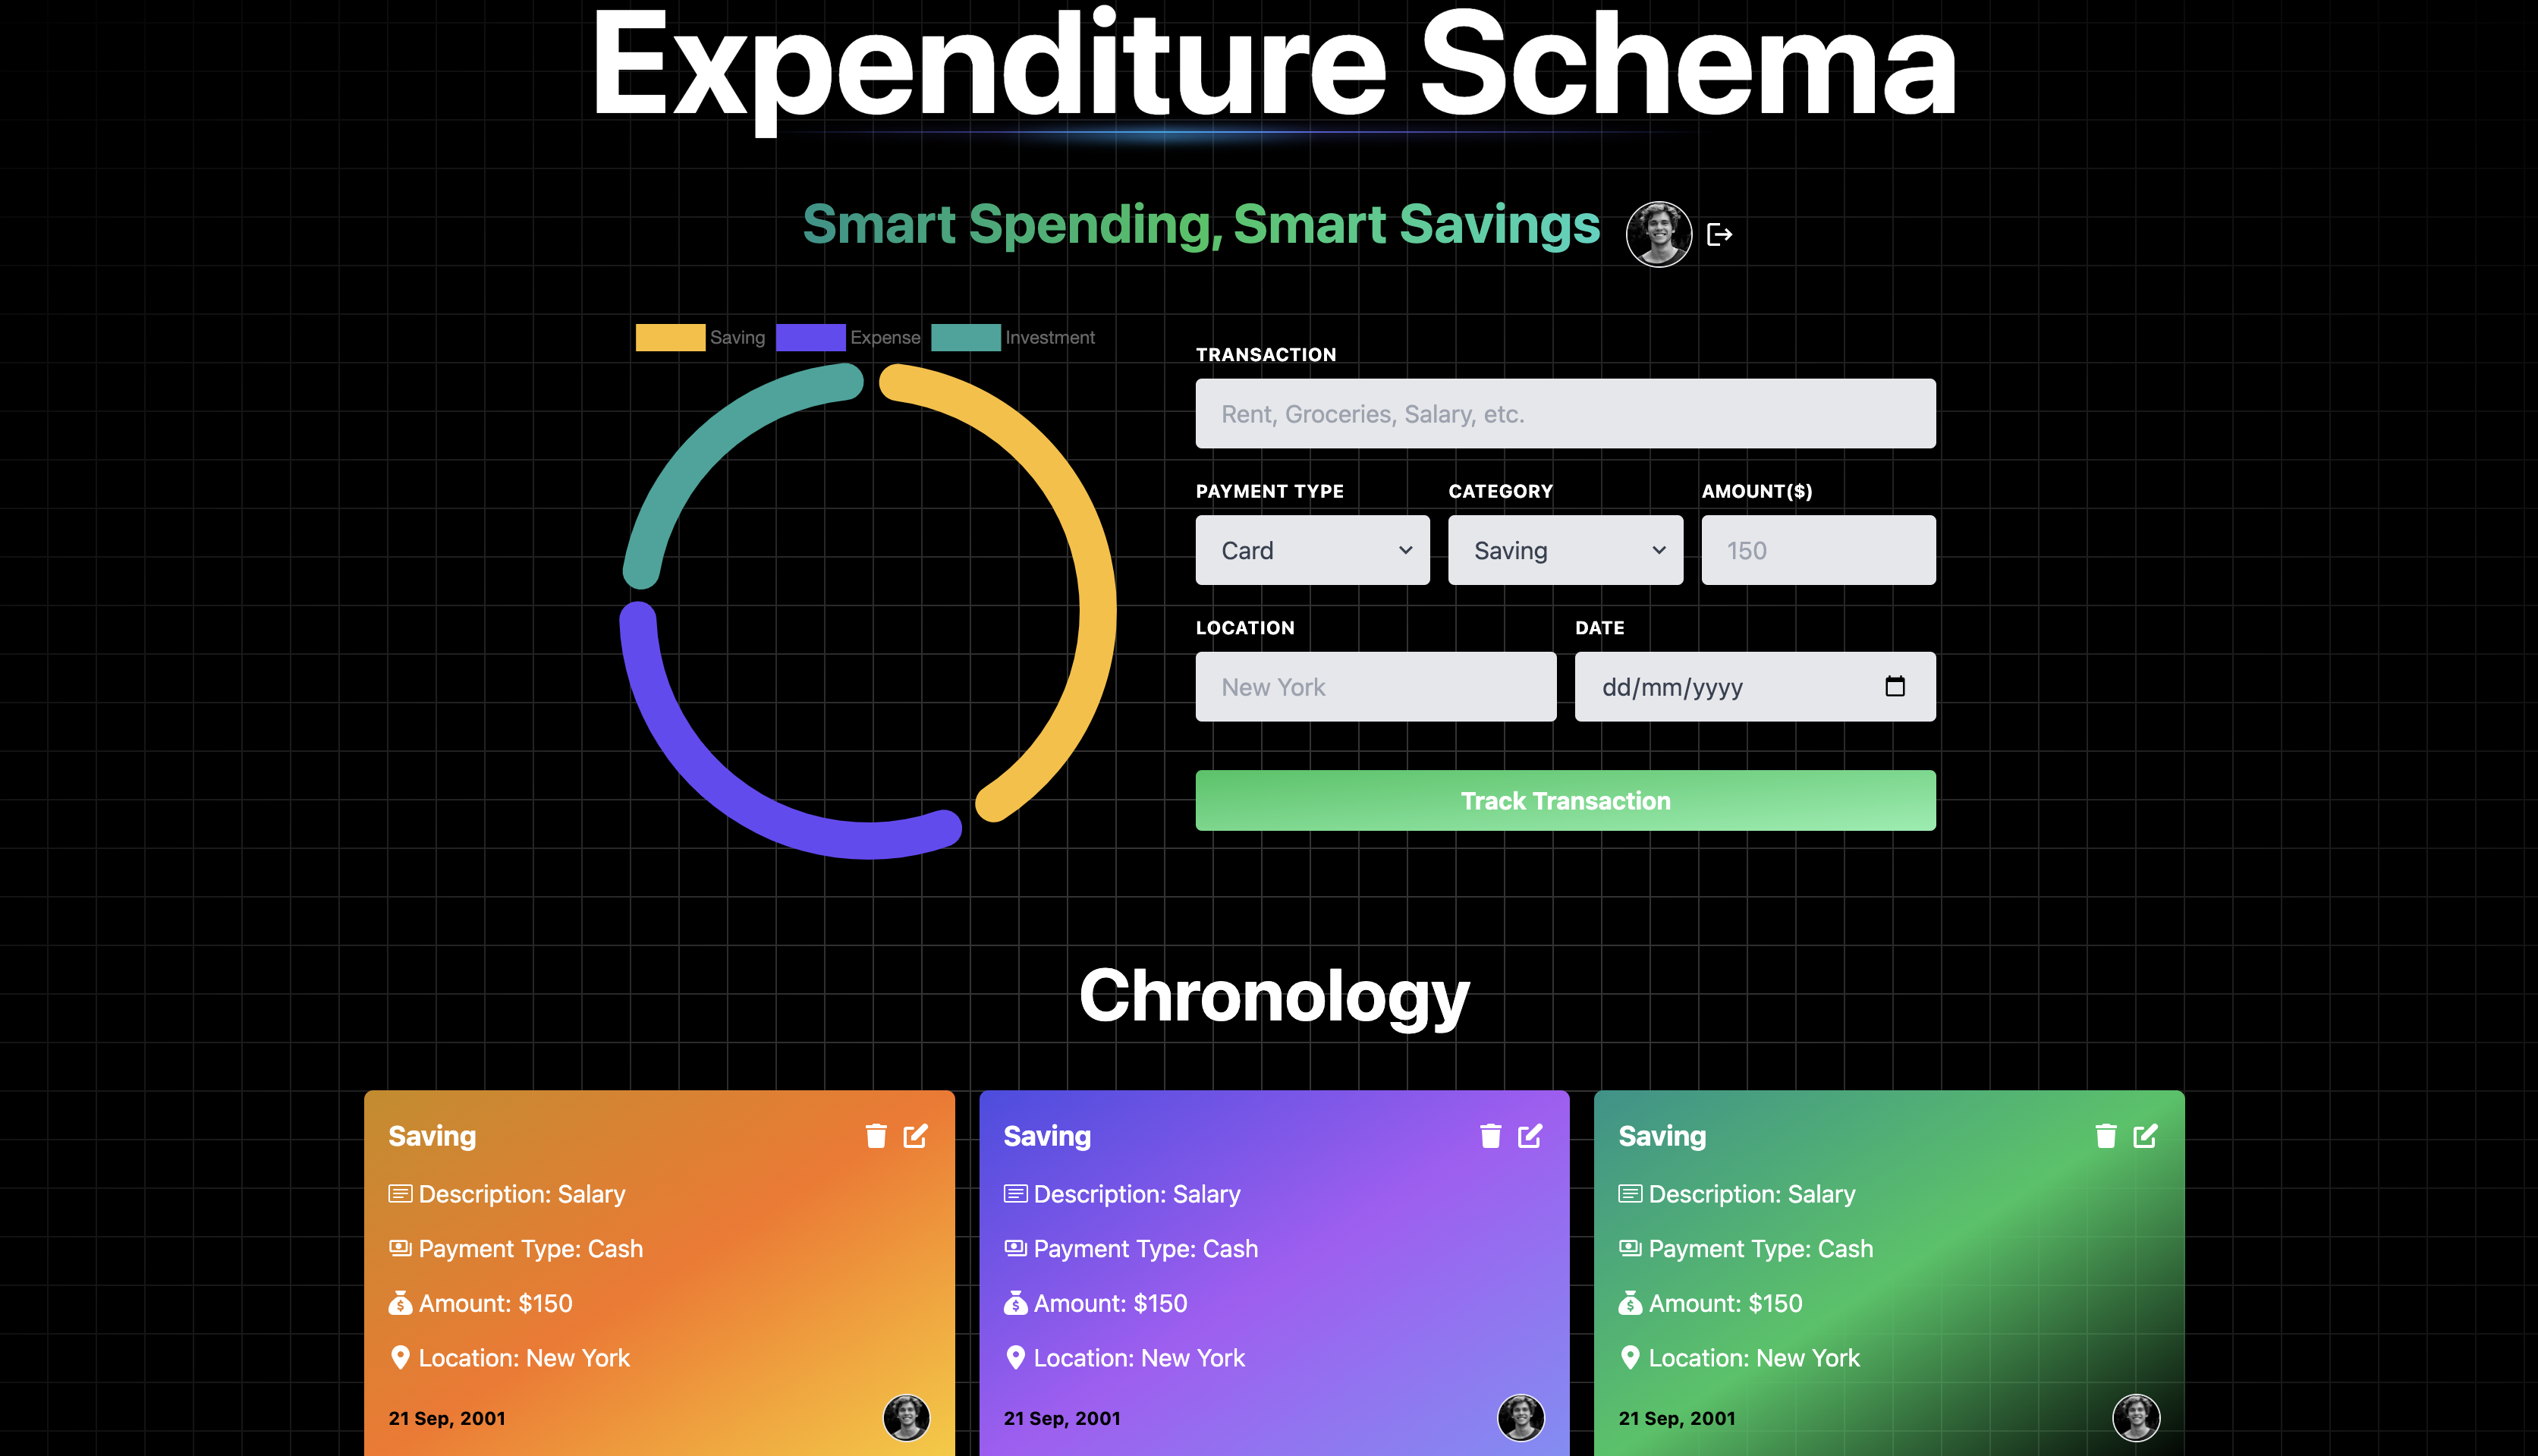 Expenditure Schema
Smart Spending, Smart Savings
Saving Expense Investment
TRANSACTION
Rent, Groceries, Salary, etc.
PAYMENT TYPE CATEGORY AMOUNT($)
Card Saving 150
LOCATION DATE
New York dd/mm/yyyy
Track Transaction
Chronology
Saving
Description: Salary
Payment Type: Cash
Amount: $150
Location: New York
21 Sep, 2001
Saving
Description: Salary
Payment Type: Cash
Amount: $150
Location: New York
21 Sep, 2001
Saving
Description: Salary
Payment Type: Cash
Amount: $150
Location: New York
21 Sep, 2001